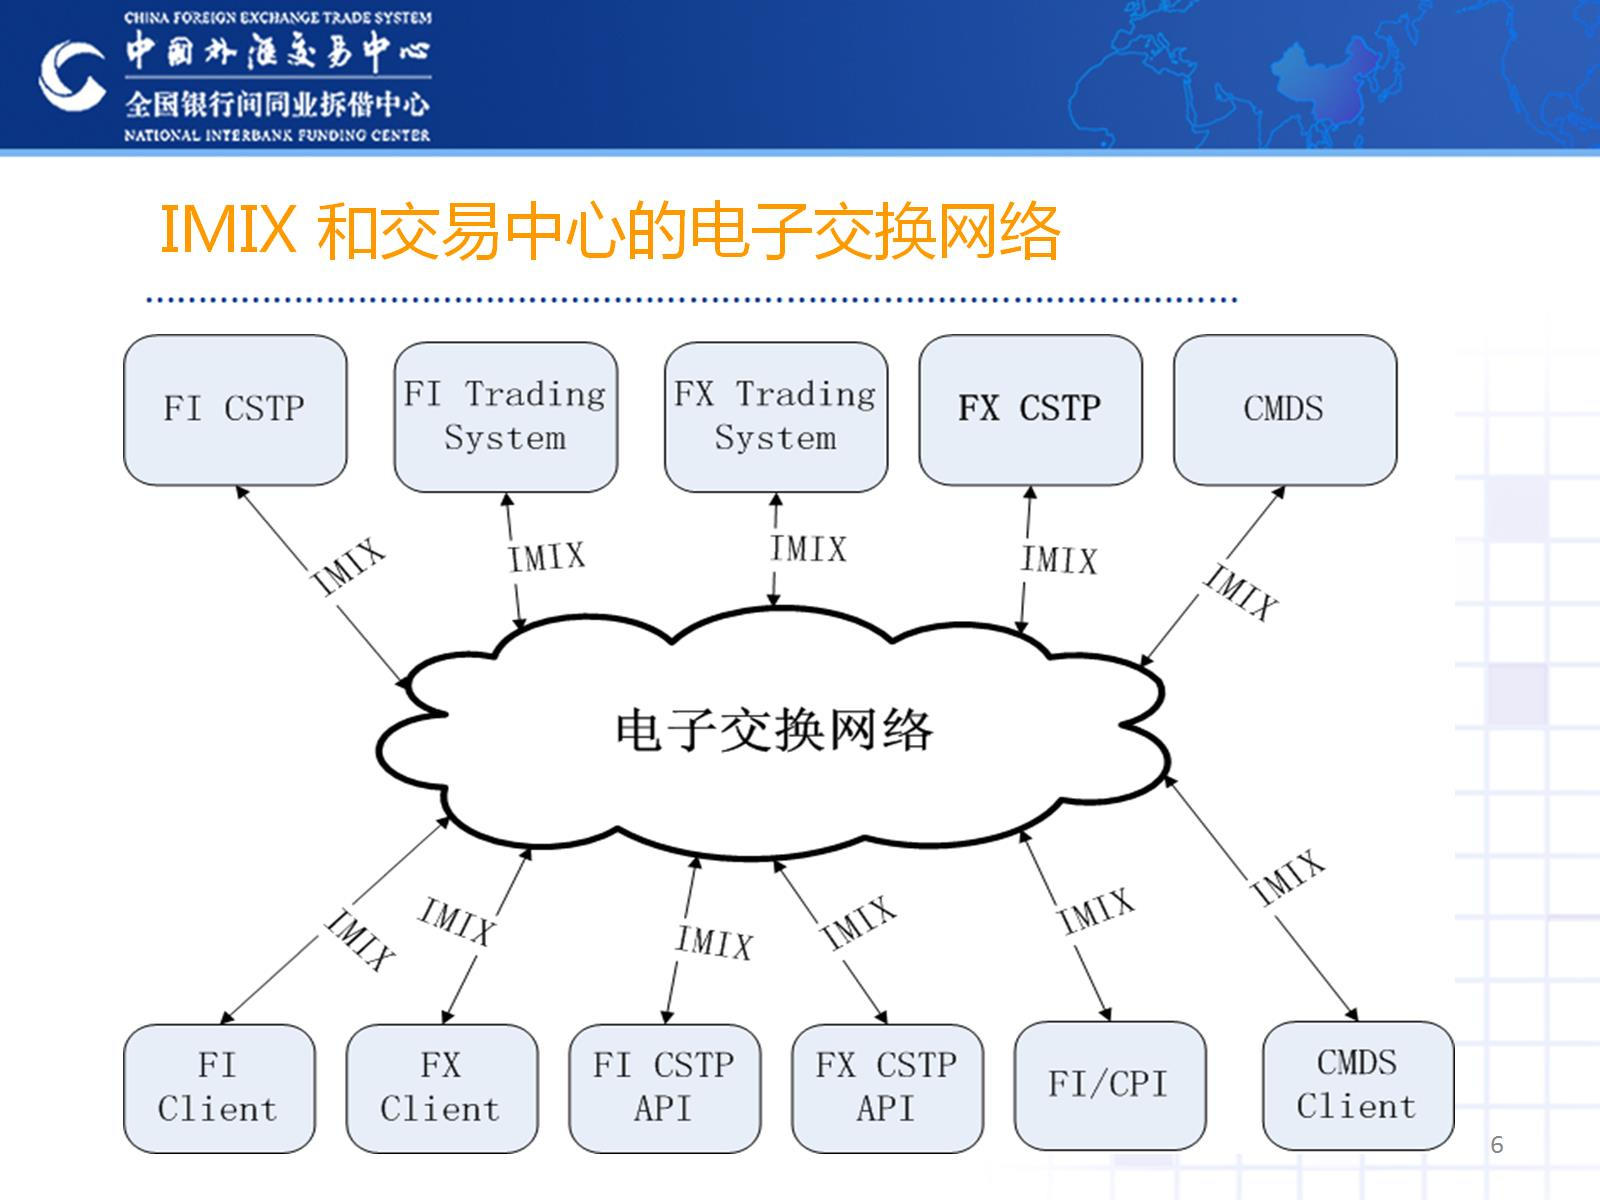 CHINA FOREIGN EXCHANGE TRADE SYSTEM
中国外汇交易中心
全国银行间同业拆借中心
NATIONAL INTERBANK FUNDING CENTER
IMIX 和交易中心的电子交换网络
FI CSTP
FI Trading
System
FX Trading
System
FX CSTP
CMDS
IMIX
IMIX
IMIX
IMIX
IMIX
电子交换网络
IMIX
IMIX
IMIX
IMIX
IMIX
IMIX
FI
Client
FX
Client
FI CSTP
API
FX CSTP
API
FI/CPI
CMDS
Client
6